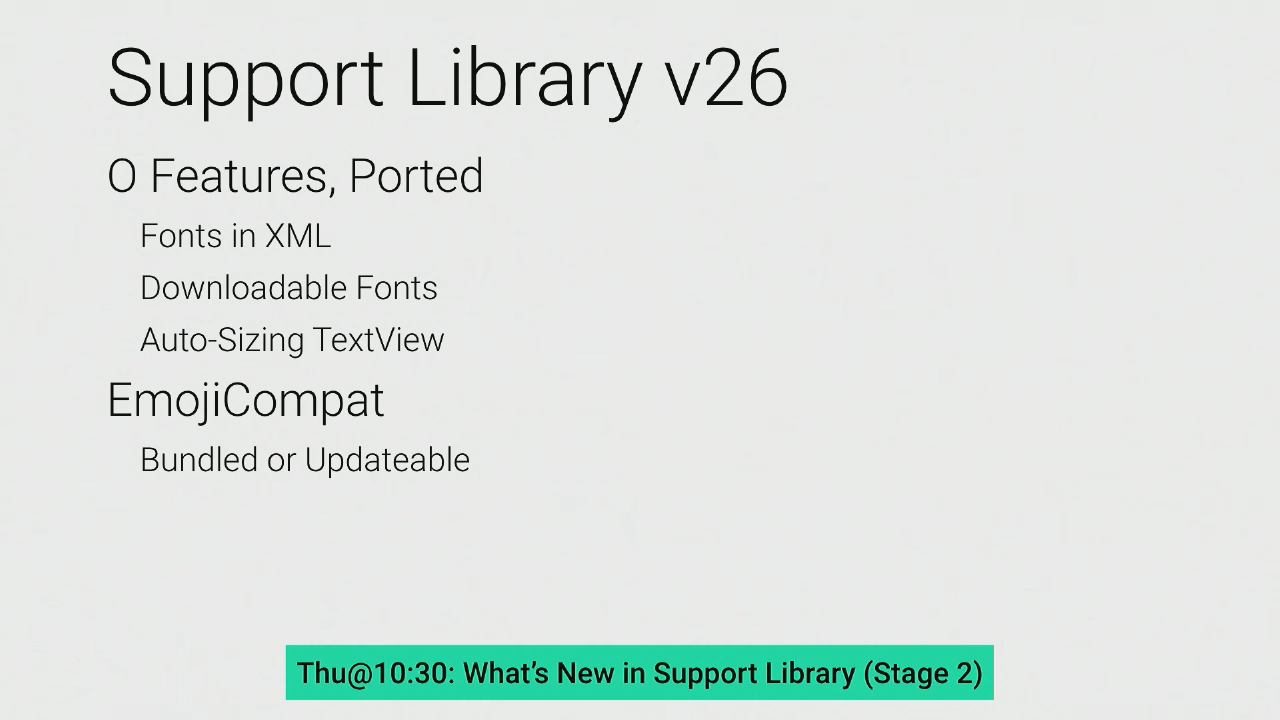 Support Library v26
O Features, Ported
Fonts in XML
Downloadable Fonts
Auto-Sizing TextView
EmojiCompat
Bundled or Updateable
Thu@10:30: What’s New in Support Library (Stage 2)